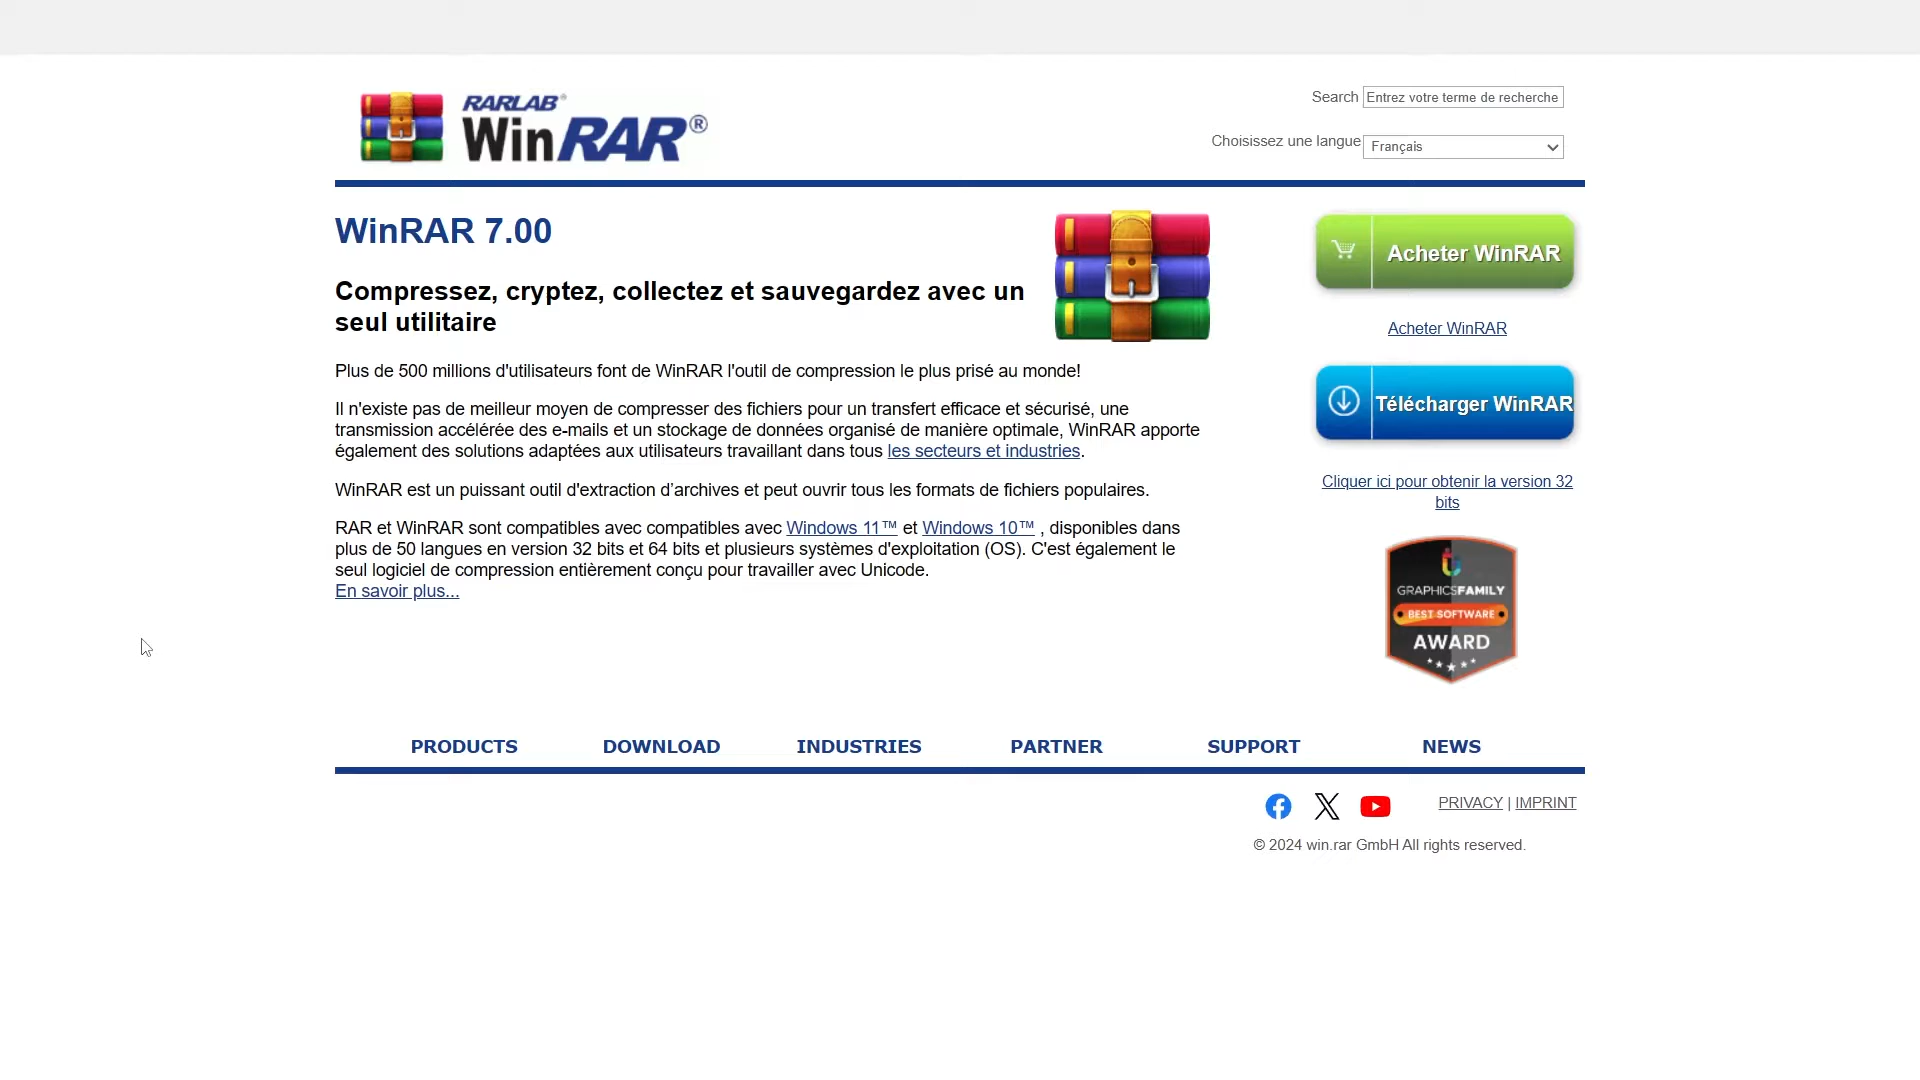 RARLAB®
WinRAR®
Search Entrez votre terme de recherche
Choisissez une langue Français
WinRAR 7.00
Compressez, cryptez, collectez et sauvegardez avec un
seul utilitaire
Plus de 500 millions d'utilisateurs font de WinRAR l'outil de compression le plus prisé au monde!
Il n'existe pas de meilleur moyen de compresser des fichiers pour un transfert efficace et sécurisé, une
transmission accélérée des e-mails et un stockage de données organisé de manière optimale, WinRAR apporte
également des solutions adaptées aux utilisateurs travaillant dans tous les secteurs et industries.
WinRAR est un puissant outil d'extraction d’archives et peut ouvrir tous les formats de fichiers populaires.
RAR et WinRAR sont compatibles avec compatibles avec Windows 11™ et Windows 10™ , disponibles dans
plus de 50 langues en version 32 bits et 64 bits et plusieurs systèmes d'exploitation (OS). C'est également le
seul logiciel de compression entièrement conçu pour travailler avec Unicode.
En savoir plus...
Acheter WinRAR
Acheter WinRAR
Télécharger WinRAR
Cliquer ici pour obtenir la version 32
bits
GRAPHICSFAMILY
BEST SOFTWARE
AWARD
PRODUCTS DOWNLOAD INDUSTRIES PARTNER SUPPORT NEWS
PRIVACY | IMPRINT
© 2024 win.rar GmbH All rights reserved.